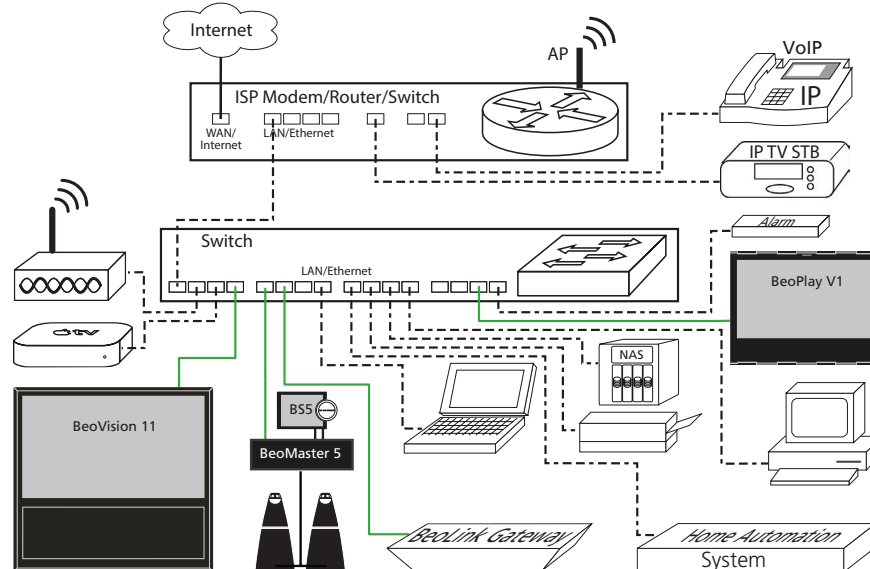 Internet
AP
VoIP
IP
ISP Modem/Router/Switch
WAN/
Internet
LAN/Ethernet
IP TV STB
Alarm
Switch
LAN/Ethernet
BeoPlay V1
tv
NAS
BeoVision 11
BS5
BeoMaster 5
BeoLink Gateway
Home Automation
System